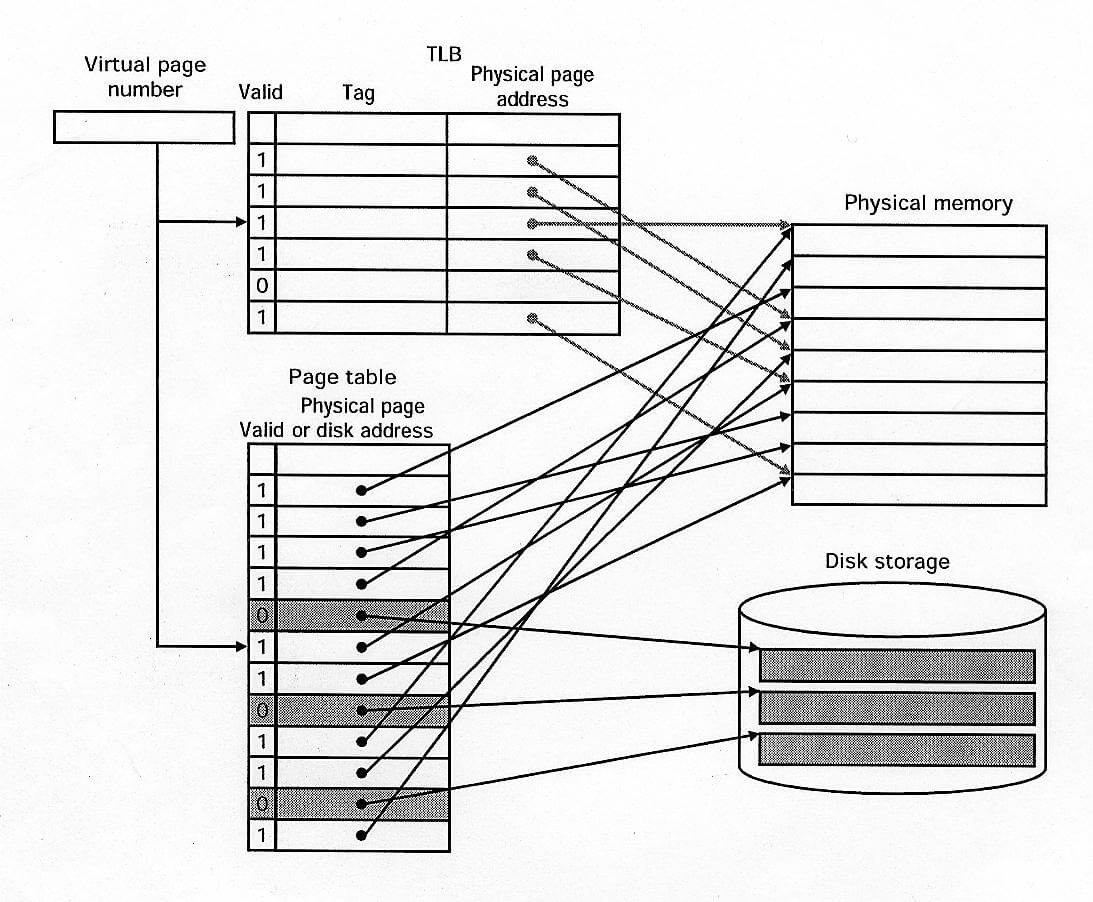 TLB
Virtual page
number
Valid
Tag
Physical page
address
1
1
1
1
0
1
Physical memory
Page table
Physical page
Valid or disk address
1
1
1
1
0
1
1
0
1
1
0
1
Disk storage